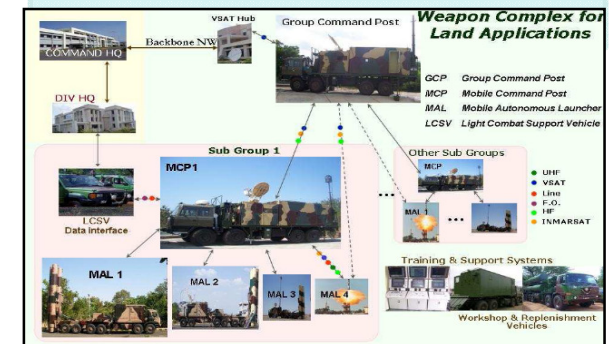 Weapon Complex for
Land Applications
VSAT Hub
Group Command Post
COMMAND HQ
Backbone NW
GCP Group Command Post
MCP Mobile Command Post
MAL Mobile Autonomous Launcher
LCSV Light Combat Support Vehicle
DIV HQ
Sub Group 1
MCP1
LCSV
Data Interface
MAL 1
MAL 2
MAL 3
MAL 4
Other Sub Groups
MCP
MAL 1
...
...
UHF
VSAT
Line
F.O.
HF
INMARSAT
Training & Support Systems
Workshop & Replenishment
Vehicles